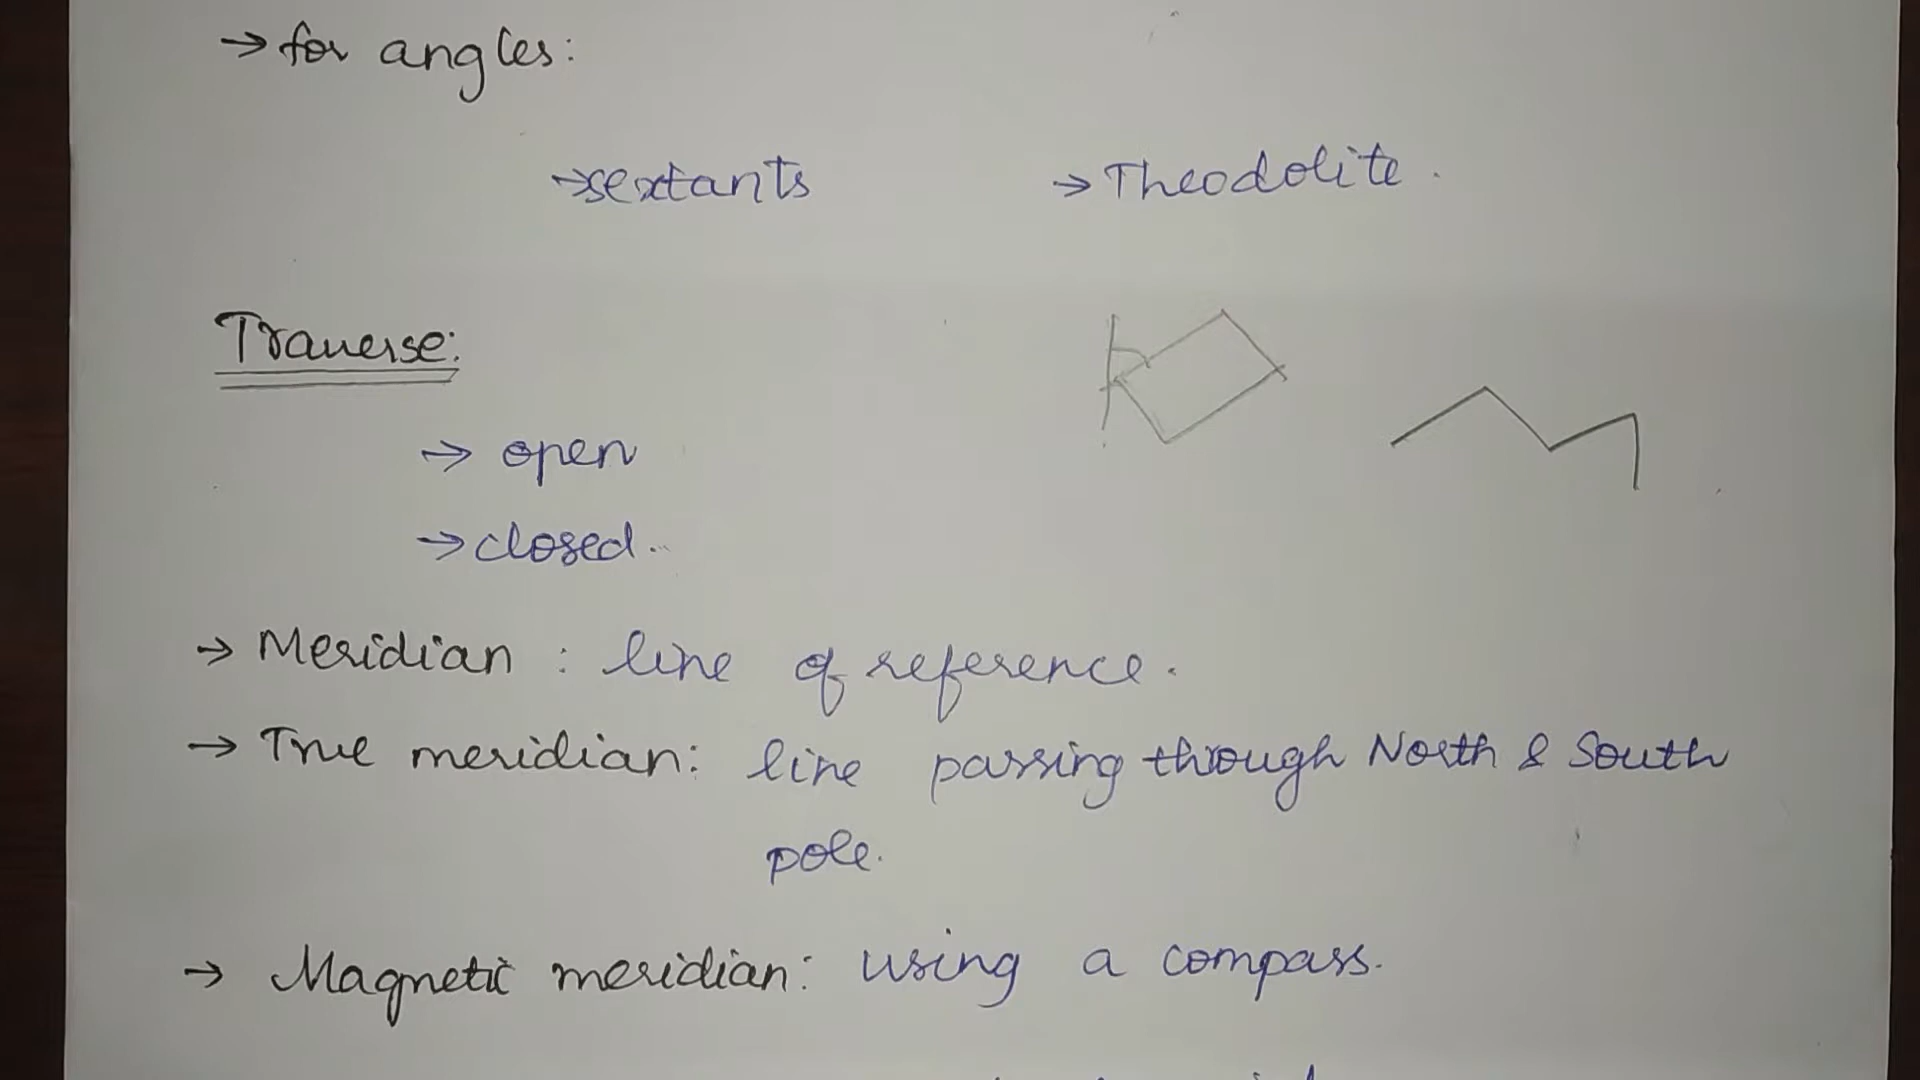 → for angles:
→ sextants → Theodolite.
Traverse:
→ open
→ closed.
→ Meridian : line of reference.
→ True meridian: line passing through North & South
pole.
→ Magnetic meridian: using a compass.